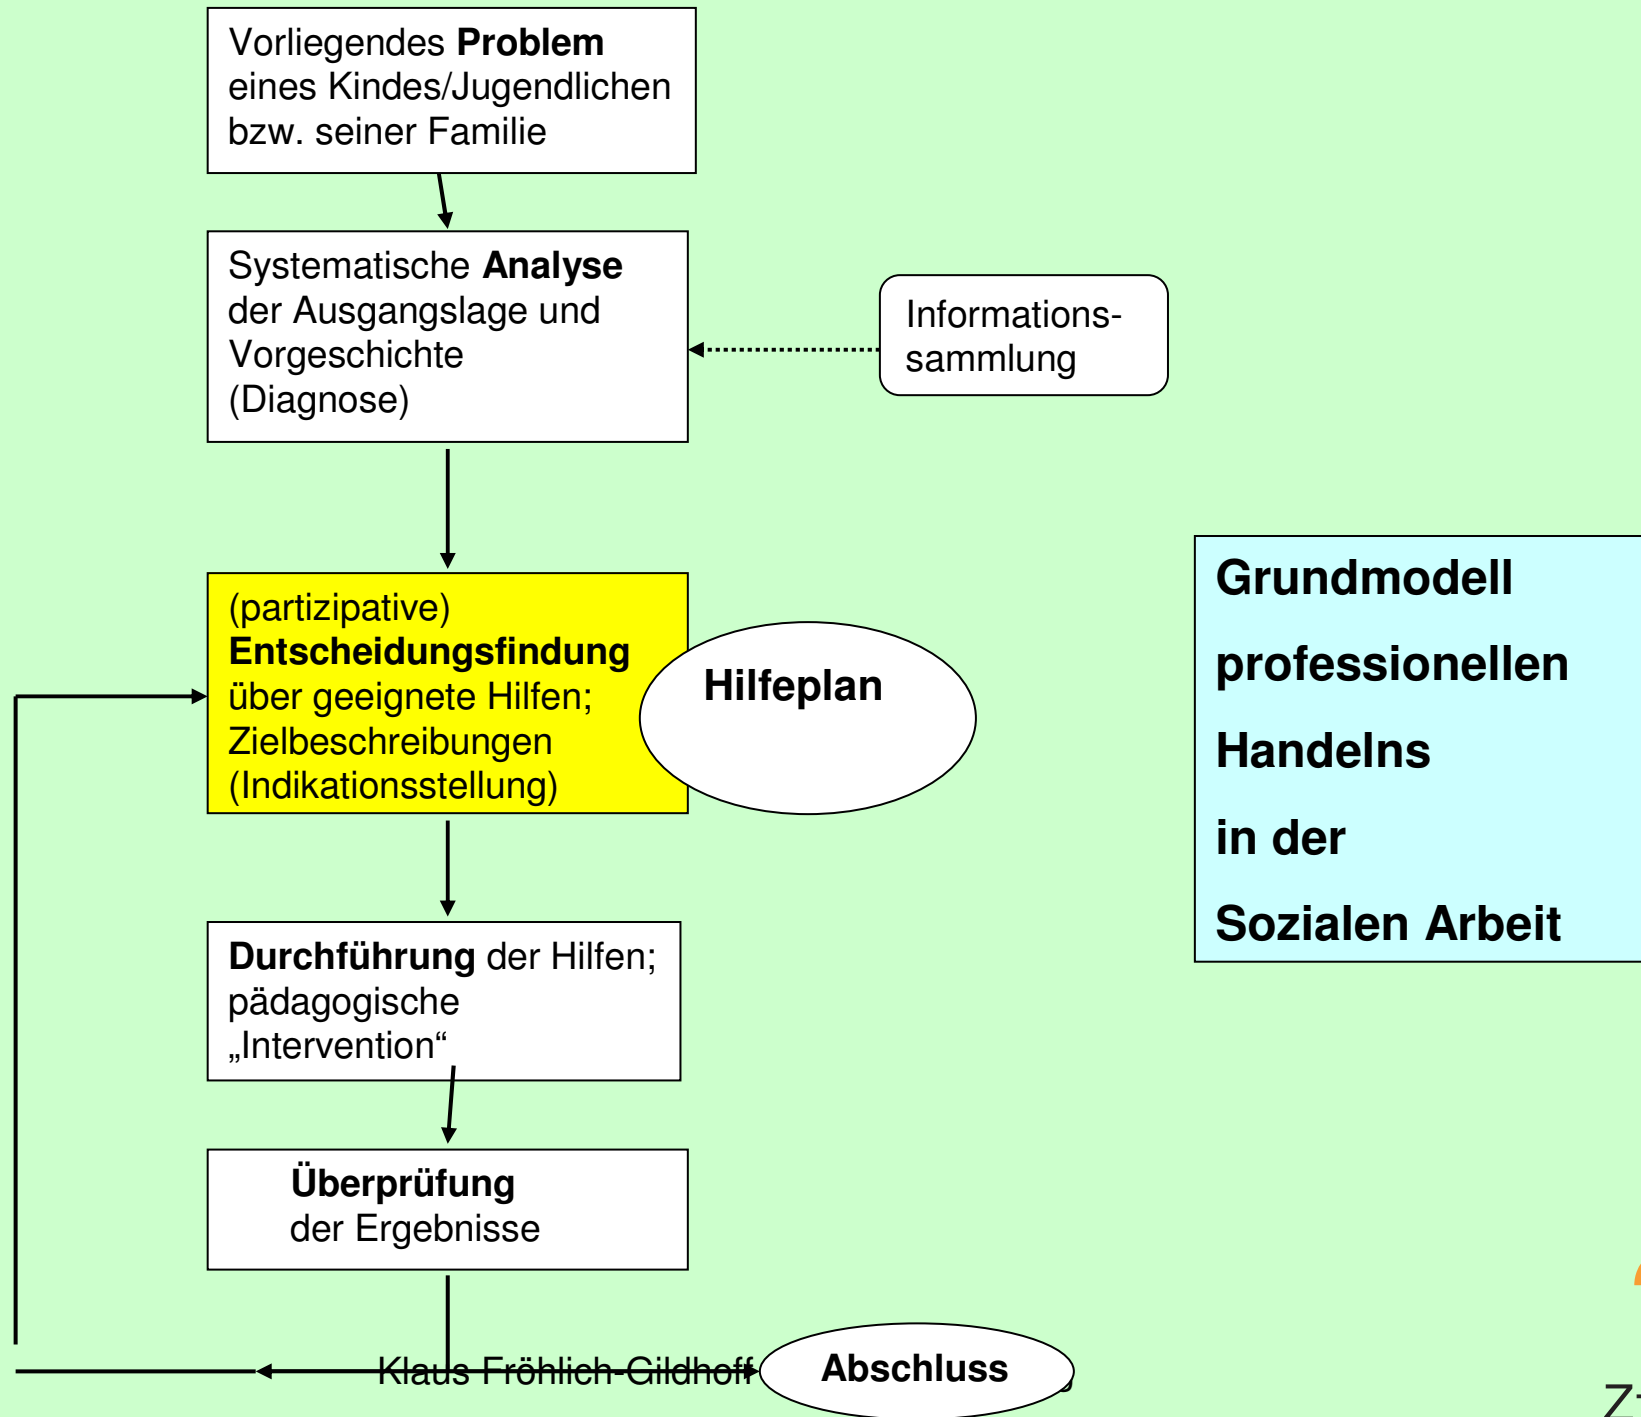 Vorliegendes Problem
eines Kindes/Jugendlichen
bzw. seiner Familie
Systematische Analyse
der Ausgangslage und
Vorgeschichte
(Diagnose)
Informations-
sammlung
(partizipative)
Entscheidungsfindung
über geeignete Hilfen;
Zielbeschreibungen
(Indikationsstellung)
Hilfeplan
Grundmodell
professionellen
Handelns
in der
Sozialen Arbeit
Durchführung der Hilfen;
pädagogische
„Intervention“
Überprüfung
der Ergebnisse
Klaus Fröhlich-Gildhoff
Abschluss